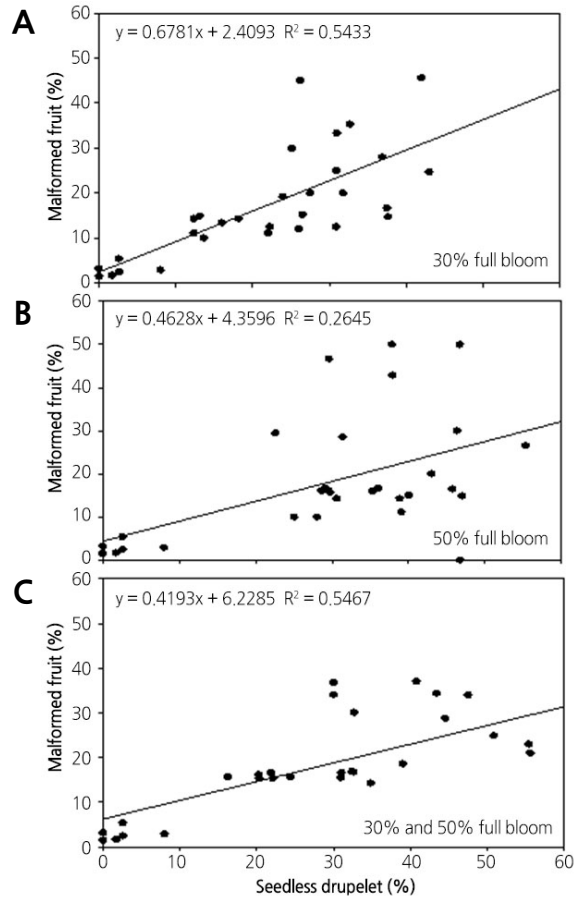 A
y = 0.6781x + 2.4093 R² = 0.5433
60
50
40
30
20
10
0
Malformed fruit (%)
30% full bloom
B
y = 0.4628x + 4.3596 R² = 0.2645
60
50
40
30
20
10
0
Malformed fruit (%)
50% full bloom
C
y = 0.4193x + 6.2285 R² = 0.5467
60
50
40
30
20
10
0
Malformed fruit (%)
30% and 50% full bloom
0 10 20 30 40 50 60
Seedless drupelet (%)